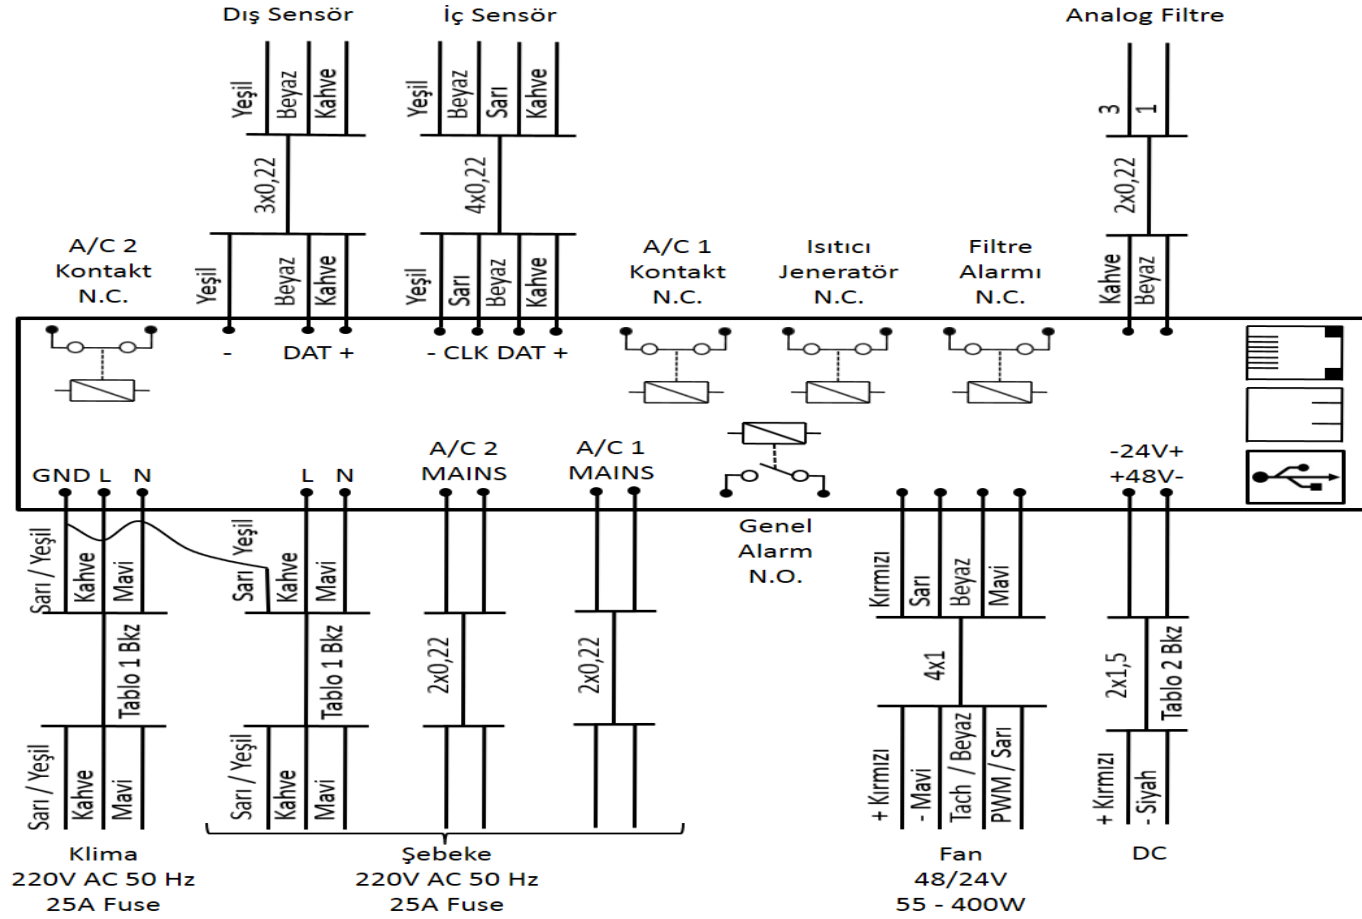 Dış Sensör
İç Sensör
Analog Filtre
Yeşil
Beyaz
Kahve
Yeşil
Beyaz
Sarı
Kahve
3
1
3x0,22
4x0,22
2x0,22
A/C 2
Kontakt
N.C.
Yeşil
Beyaz
Kahve
Yeşil
Sarı
Beyaz
Kahve
A/C 1
Kontakt
N.C.
Isıtıcı
Jeneratör
N.C.
Filtre
Alarmı
N.C.
Kahve
Beyaz
- DAT +
- CLK DAT +
GND L N
L N
A/C 2
MAINS
A/C 1
MAINS
-24V+
+48V-
Genel
Alarm
N.O.
Sarı / Yeşil
Kahve
Mavi
Sarı Yeşil
Kahve
Mavi
Kırmızı
Sarı
Beyaz
Mavi
Tablo 1 Bkz
Tablo 1 Bkz
2x0,22
2x0,22
4x1
2x1,5
Tablo 2 Bkz
Sarı / Yeşil
Kahve
Mavi
Sarı / Yeşil
Kahve
Mavi
+ Kırmızı
- Mavi
Tach / Beyaz
PWM / Sarı
+ Kırmızı
- Siyah
Klima
220V AC 50 Hz
25A Fuse
Şebeke
220V AC 50 Hz
25A Fuse
Fan
48/24V
55 - 400W
DC